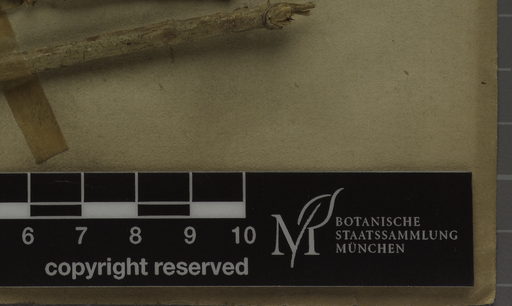 6 7 8 9 10
copyright reserved
M
BOTANISCHE
STAATSSAMMLUNG
MÜNCHEN